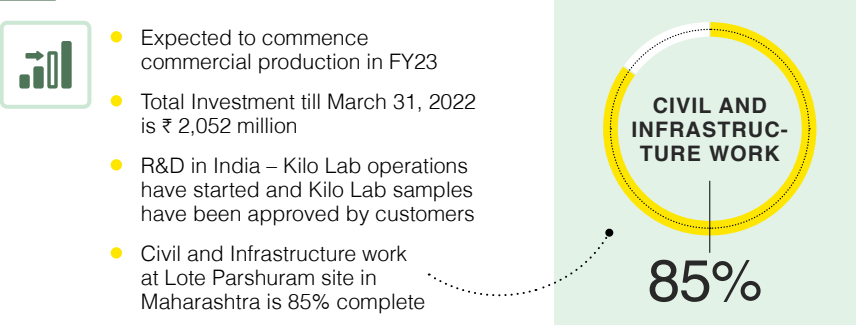 Expected to commence
commercial production in FY23
Total Investment till March 31, 2022
is ₹ 2,052 million
R&D in India – Kilo Lab operations
have started and Kilo Lab samples
have been approved by customers
Civil and Infrastructure work
at Lote Parshuram site in
Maharashtra is 85% complete
CIVIL AND
INFRASTRUC-
TURE WORK
85%